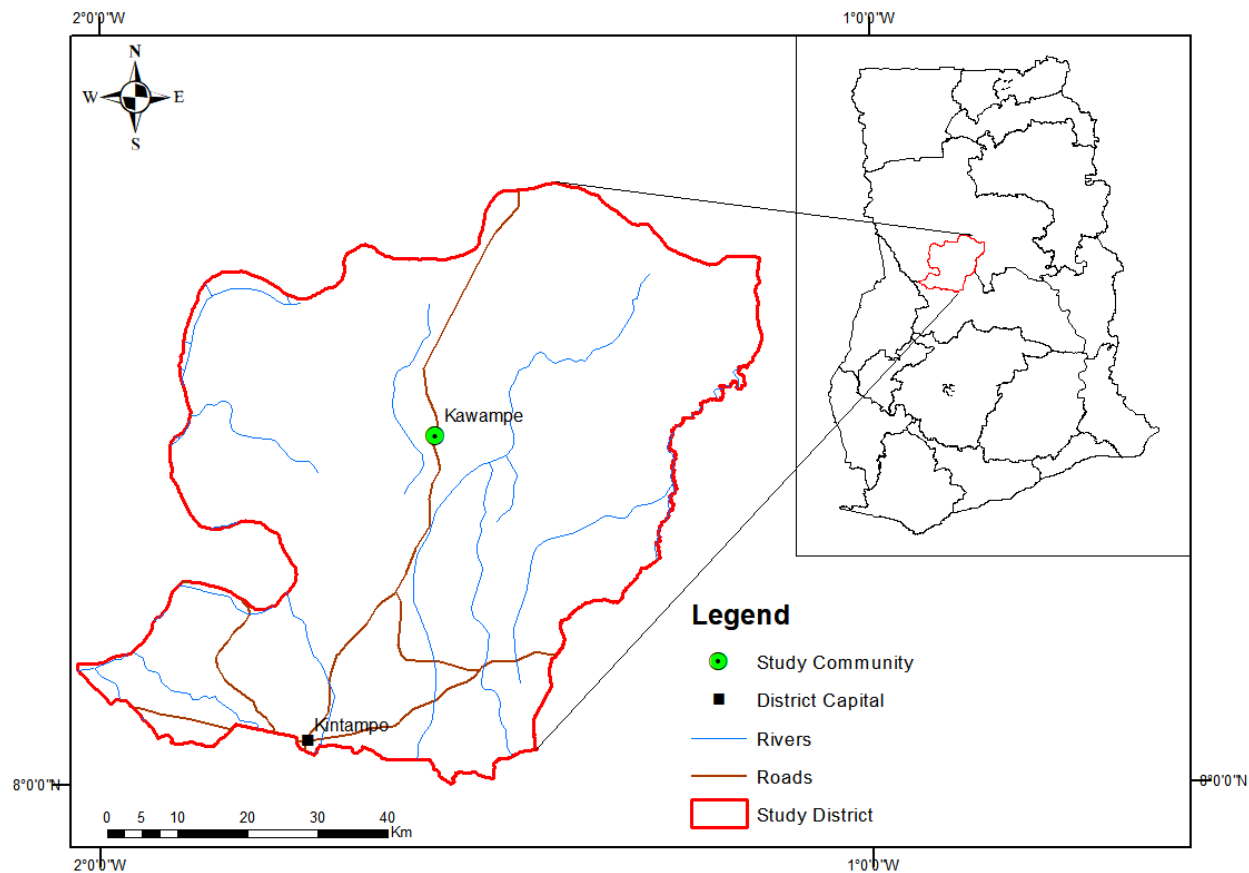 2°0'0"W
1°0'0"W
N
W
E
S
Kawampe
Kintampo
Legend
Study Community
District Capital
Rivers
Roads
Study District
8°0'0"N
8°0'0"N
0 5 10 20 30 40
Km
2°0'0"W
1°0'0"W